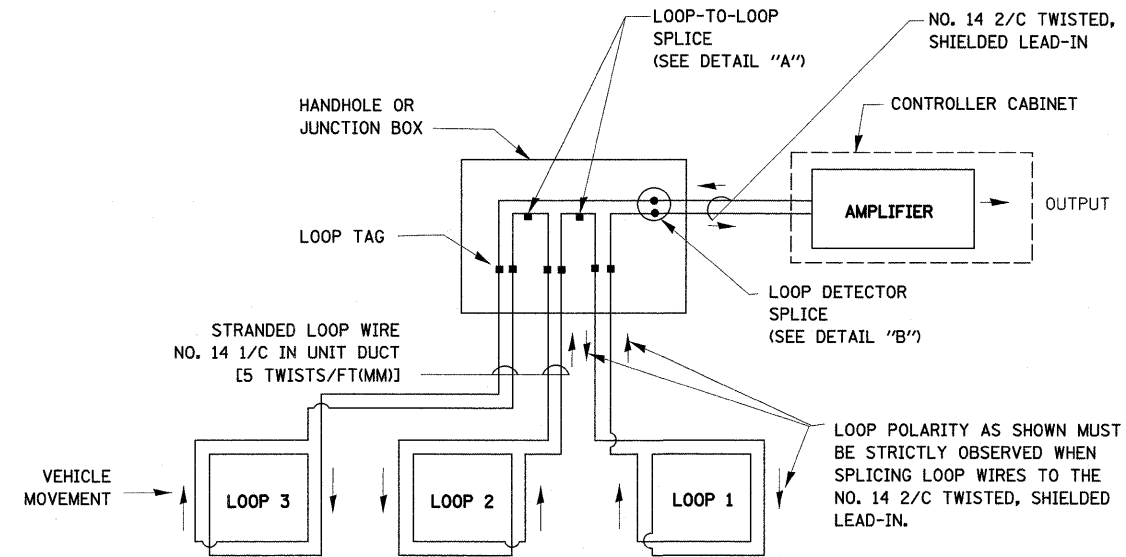 LOOP-TO-LOOP
SPLICE
(SEE DETAIL "A")
NO. 14 2/C TWISTED,
SHIELDED LEAD-IN
HANDHOLE OR
JUNCTION BOX
CONTROLLER CABINET
AMPLIFIER
OUTPUT
LOOP TAG
LOOP DETECTOR
SPLICE
(SEE DETAIL "B")
STRANDED LOOP WIRE
NO. 14 1/C IN UNIT DUCT
[5 TWISTS/FT(MM)]
LOOP POLARITY AS SHOWN MUST
BE STRICTLY OBSERVED WHEN
SPLICING LOOP WIRES TO THE
NO. 14 2/C TWISTED, SHIELDED
LEAD-IN.
VEHICLE
MOVEMENT
LOOP 3
LOOP 2
LOOP 1